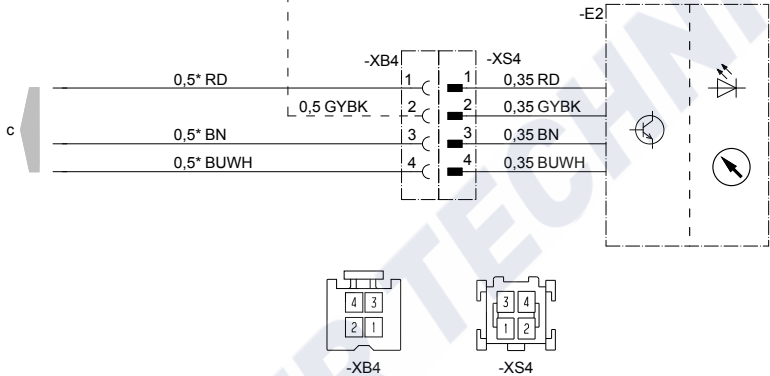 -E2
-XB4 -XS4
0,5* RD 1 1 0,35 RD
0,5 GYBK 2 2 0,35 GYBK
c
0,5* BN 3 3 0,35 BN
0,5* BUWH 4 4 0,35 BUWH
4 3 3 4
2 1 1 2
-XB4 -XS4